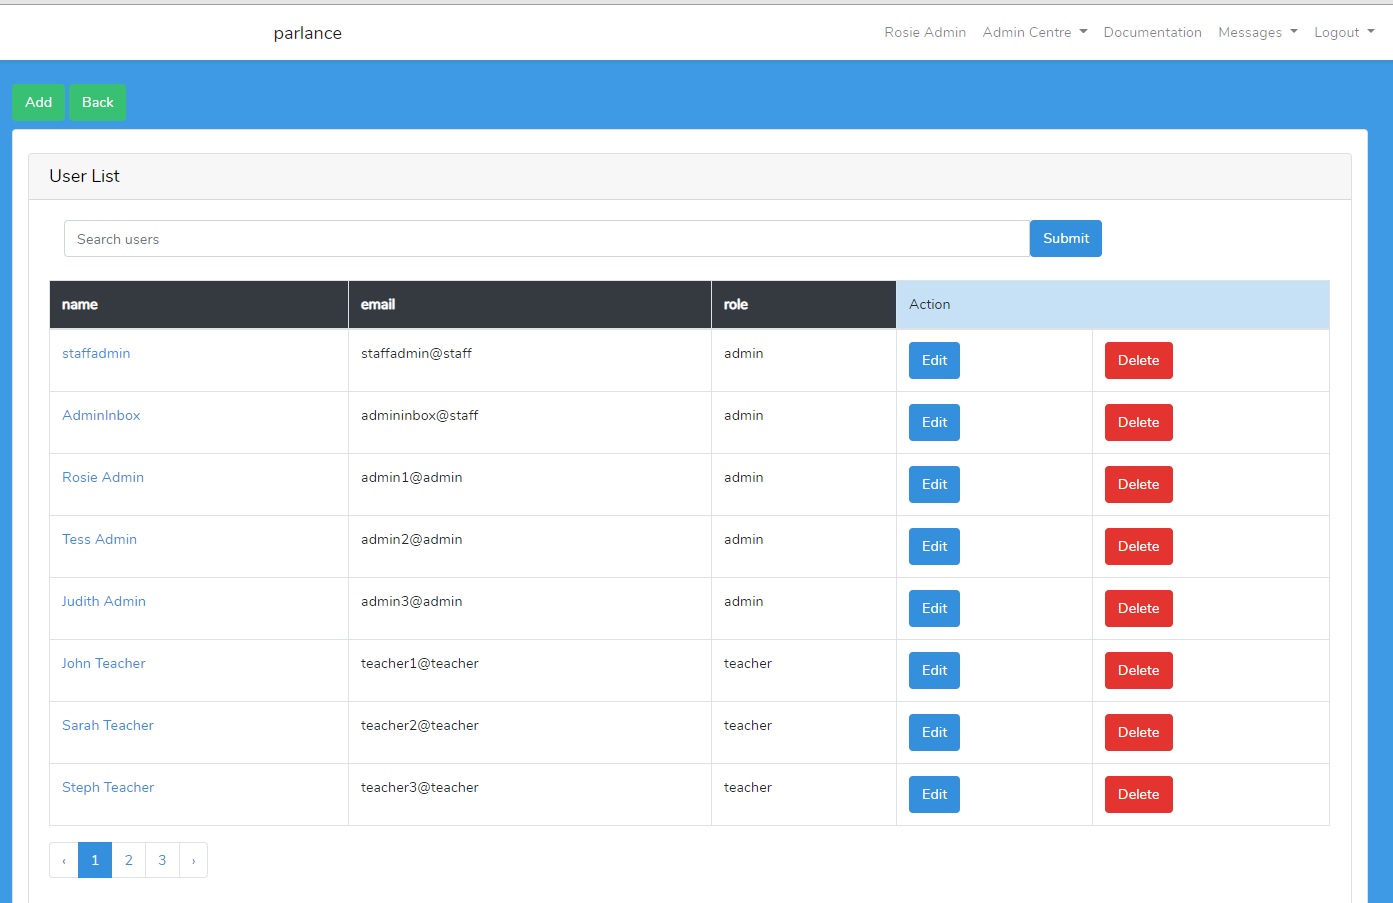 parlance Rosie Admin Admin Centre Documentation Messages Logout
Add Back
User List
Search users Submit
name email role Action
staffadmin staffadmin@staff admin Edit Delete
AdminInbox admininbox@staff admin Edit Delete
Rosie Admin admin1@admin admin Edit Delete
Tess Admin admin2@admin admin Edit Delete
Judith Admin admin3@admin admin Edit Delete
John Teacher teacher1@teacher teacher Edit Delete
Sarah Teacher teacher2@teacher teacher Edit Delete
Steph Teacher teacher3@teacher teacher Edit Delete
‹ 1 2 3 ›